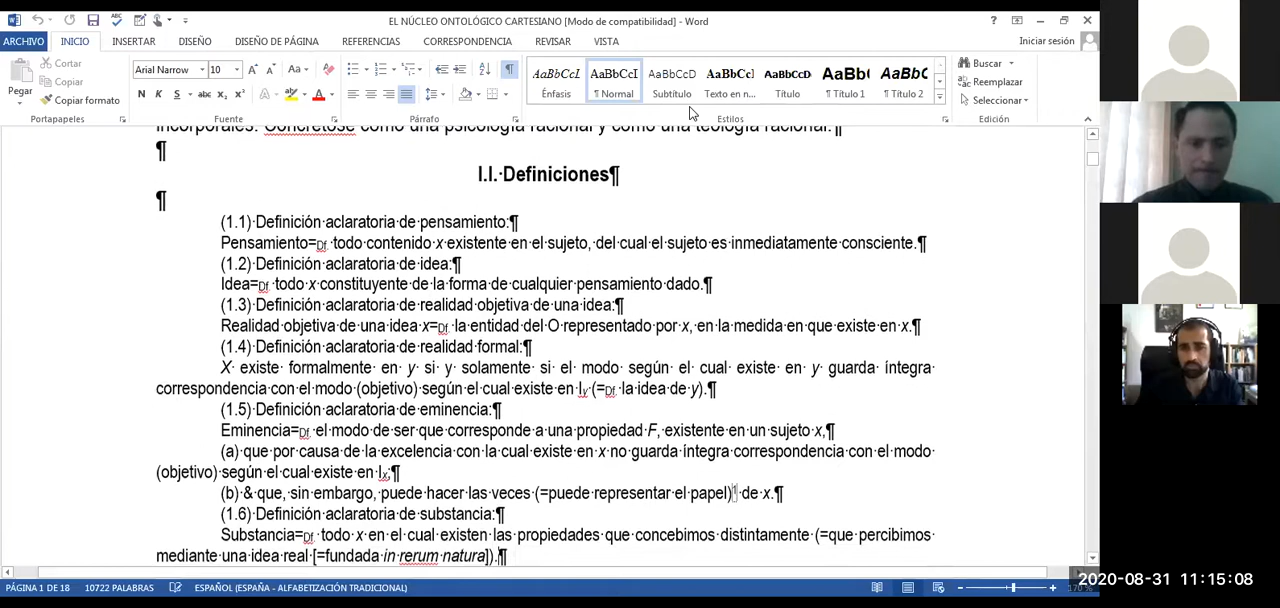 EL NÚCLEO ONTOLÓGICO CARTESIANO [Modo de compatibilidad] - Word
ARCHIVO INICIO INSERTAR DISEÑO DISEÑO DE PÁGINA REFERENCIAS CORRESPONDENCIA REVISAR VISTA Iniciar sesión
Pegar
Cortar
Copiar
Copiar formato
Portapapeles
Arial Narrow 10
N K S abc x₂ x² A
Fuente
Párrafo
AaBbCcI AaBbCcI AaBbCcD AaBbCcI AaBbCcD AaBb( AaBbC
Énfasis ¶ Normal Subtítulo Texto en n... Título ¶ Título 1 ¶ Título 2
Estilos
Buscar
Reemplazar
Seleccionar
Edición
incorporales. Concretóse como una psicología racional y como una teología racional.¶
¶
I.I. Definiciones¶
¶
(1.1) Definición aclaratoria de pensamiento:¶
Pensamiento=Df. todo contenido x existente en el sujeto, del cual el sujeto es inmediatamente consciente.¶
(1.2) Definición aclaratoria de idea:¶
Idea=Df. todo x constituyente de la forma de cualquier pensamiento dado.¶
(1.3) Definición aclaratoria de realidad objetiva de una idea:¶
Realidad objetiva de una idea x=Df. la entidad del O representado por x, en la medida en que existe en x.¶
(1.4) Definición aclaratoria de realidad formal:¶
X existe formalmente en y si y solamente si el modo según el cual existe en y guarda íntegra
correspondencia con el modo (objetivo) según el cual existe en Iy (=Df. la idea de y).¶
(1.5) Definición aclaratoria de eminencia:¶
Eminencia=Df. el modo de ser que corresponde a una propiedad F, existente en un sujeto x,¶
(a) que por causa de la excelencia con la cual existe en x no guarda íntegra correspondencia con el modo
(objetivo) según el cual existe en Ix;¶
(b) & que, sin embargo, puede hacer las veces (=puede representar el papel)¹ de x.¶
(1.6) Definición aclaratoria de substancia:¶
Substancia=Df. todo x en el cual existen las propiedades que concebimos distintamente (=que percibimos
mediante una idea real [=fundada in rerum natura]).¶
PÁGINA 1 DE 18 10722 PALABRAS ESPAÑOL (ESPAÑA - ALFABETIZACIÓN TRADICIONAL) 170 %
2020-08-31 11:15:08